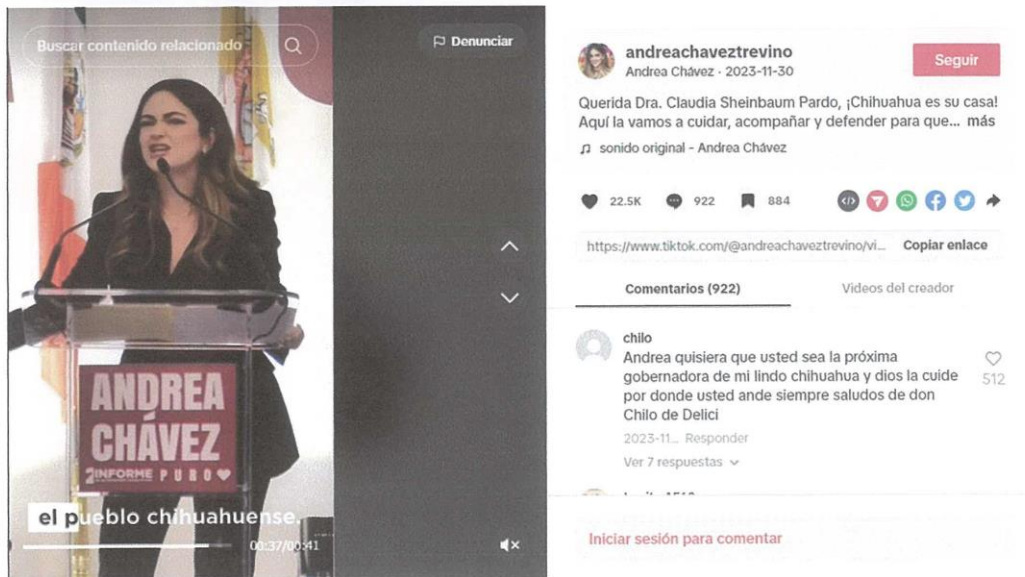 Buscar contenido relacionado
Denunciar
ANDREA
CHÁVEZ
2INFORME PURO
el pueblo chihuahuense.
00:37/00:41
andreachaveztrevino
Andrea Chávez · 2023-11-30
Seguir
Querida Dra. Claudia Sheinbaum Pardo, ¡Chihuahua es su casa!
Aquí la vamos a cuidar, acompañar y defender para que... más
sonido original - Andrea Chávez
22.5K
922
884
https://www.tiktok.com/@andreachaveztrevino/vi...
Copiar enlace
Comentarios (922)
Videos del creador
chilo
Andrea quisiera que usted sea la próxima
gobernadora de mi lindo chihuahua y dios la cuide
por donde usted ande siempre saludos de don
Chilo de Delici
512
2023-11... Responder
Ver 7 respuestas
Iniciar sesión para comentar